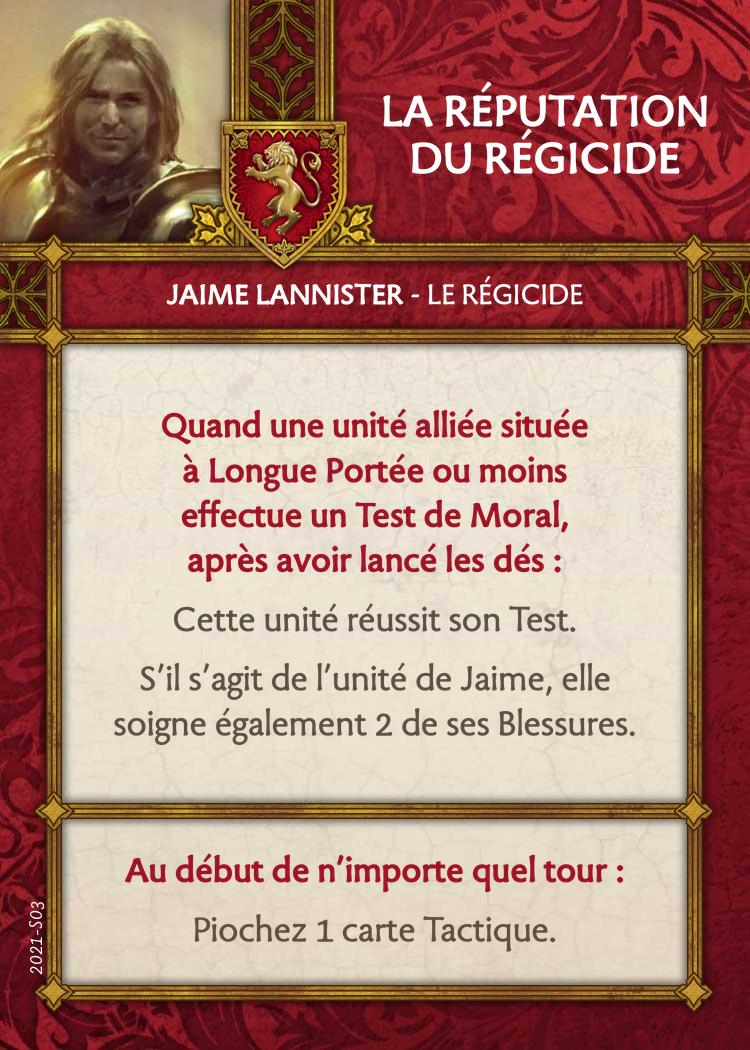 LA RÉPUTATION
DU RÉGICIDE
JAIME LANNISTER - LE RÉGICIDE
Quand une unité alliée située
à Longue Portée ou moins
effectue un Test de Moral,
après avoir lancé les dés :
Cette unité réussit son Test.
S'il s'agit de l'unité de Jaime, elle
soigne également 2 de ses Blessures.
Au début de n'importe quel tour :
Piochez 1 carte Tactique.
2021-S03